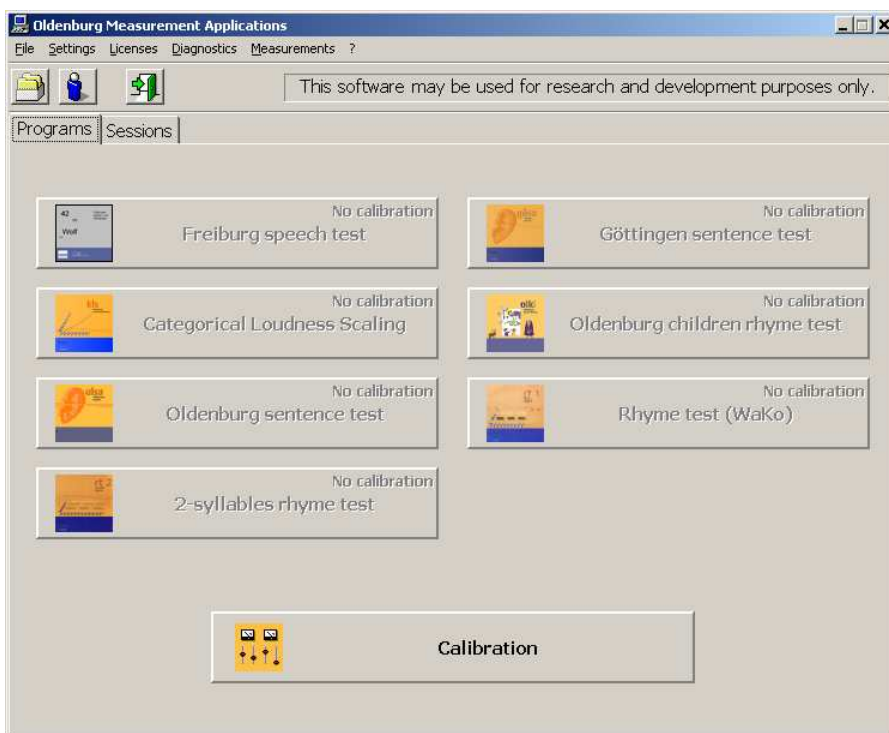 Oldenburg Measurement Applications
File Settings Licenses Diagnostics Measurements ?
This software may be used for research and development purposes only.
Programs Sessions
42
Wolf
No calibration
Freiburg speech test
No calibration
Göttingen sentence test
No calibration
Categorical Loudness Scaling
No calibration
Oldenburg children rhyme test
No calibration
Oldenburg sentence test
No calibration
Rhyme test (WaKo)
No calibration
2-syllables rhyme test
Calibration